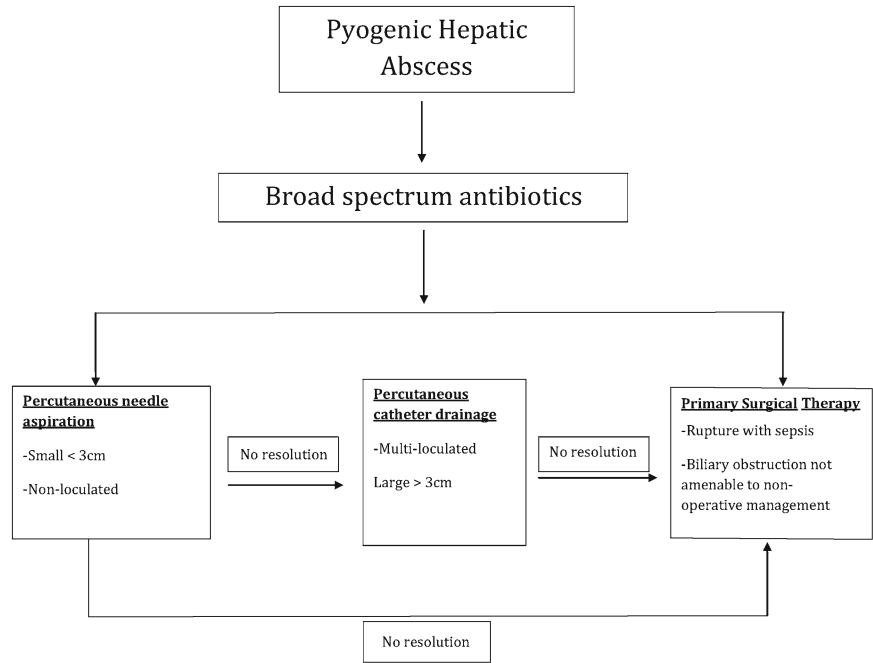 Pyogenic Hepatic
Abscess
Broad spectrum antibiotics
Percutaneous needle
aspiration
-Small < 3cm
-Non-loculated
No resolution
Percutaneous
catheter drainage
-Multi-loculated
Large > 3cm
No resolution
Primary Surgical Therapy
-Rupture with sepsis
-Biliary obstruction not
amenable to non-
operative management
No resolution